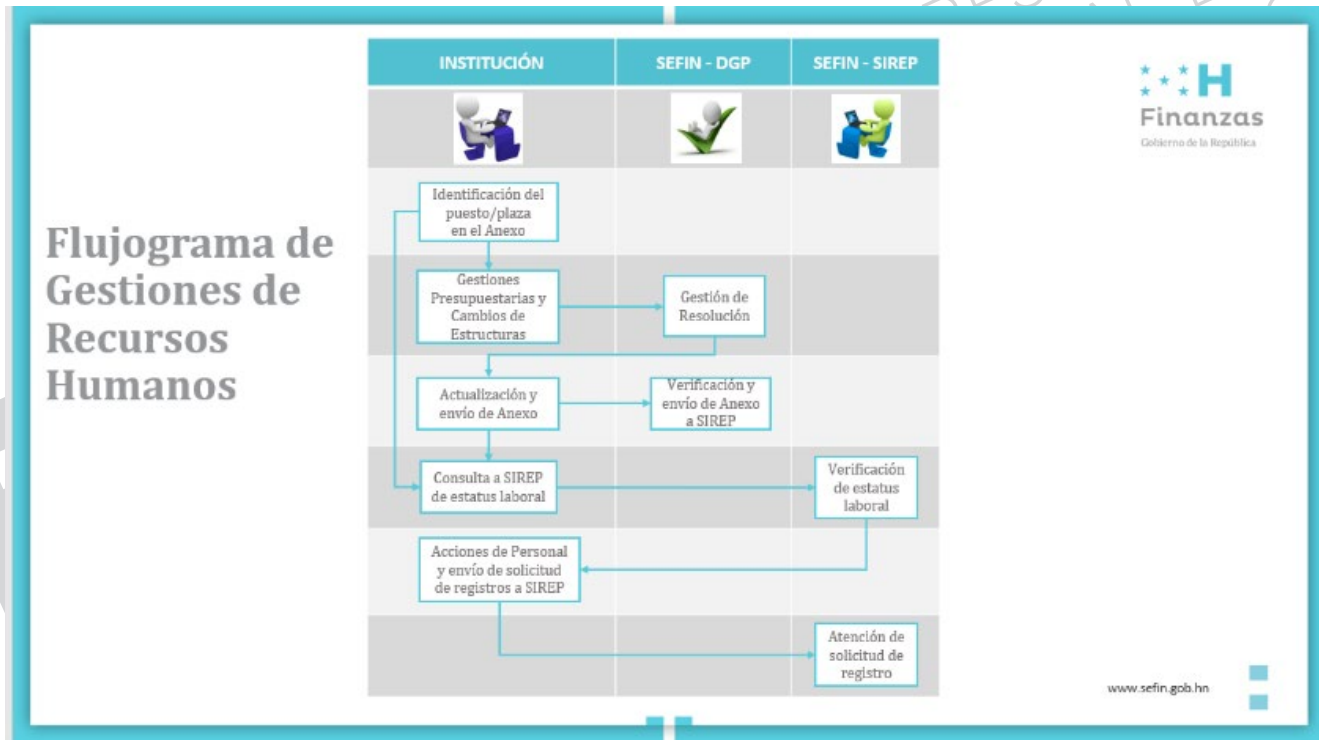 INSTITUCIÓN
SEFIN - DGP
SEFIN - SIREP
H
Finanzas
Gobierno de la República
Flujograma de
Gestiones de
Recursos
Humanos
Identificación del
puesto/plaza
en el Anexo
Gestiones
Presupuestarias y
Cambios de
Estructuras
Gestión de
Resolución
Actualización y
envío de Anexo
Verificación y
envío de Anexo
a SIREP
Consulta a SIREP
de estatus laboral
Verificación
de estatus
laboral
Acciones de Personal
y envío de solicitud
de registros a SIREP
Atención de
solicitud de
registro
www.sefin.gob.hn